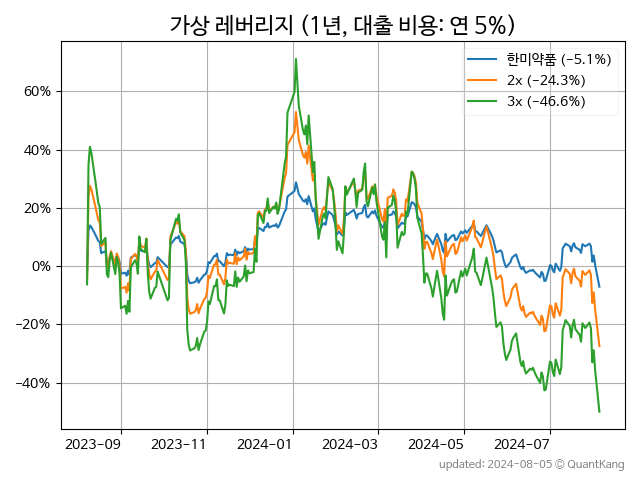 가상 레버리지 (1년, 대출 비용: 연 5%)
한미약품 (−5.1%)
2x (−24.3%)
3x (−46.6%)
60%
40%
20%
0%
−20%
−40%
2023-09 2023-11 2024-01 2024-03 2024-05 2024-07
updated: 2024-08-05 © QuantKang